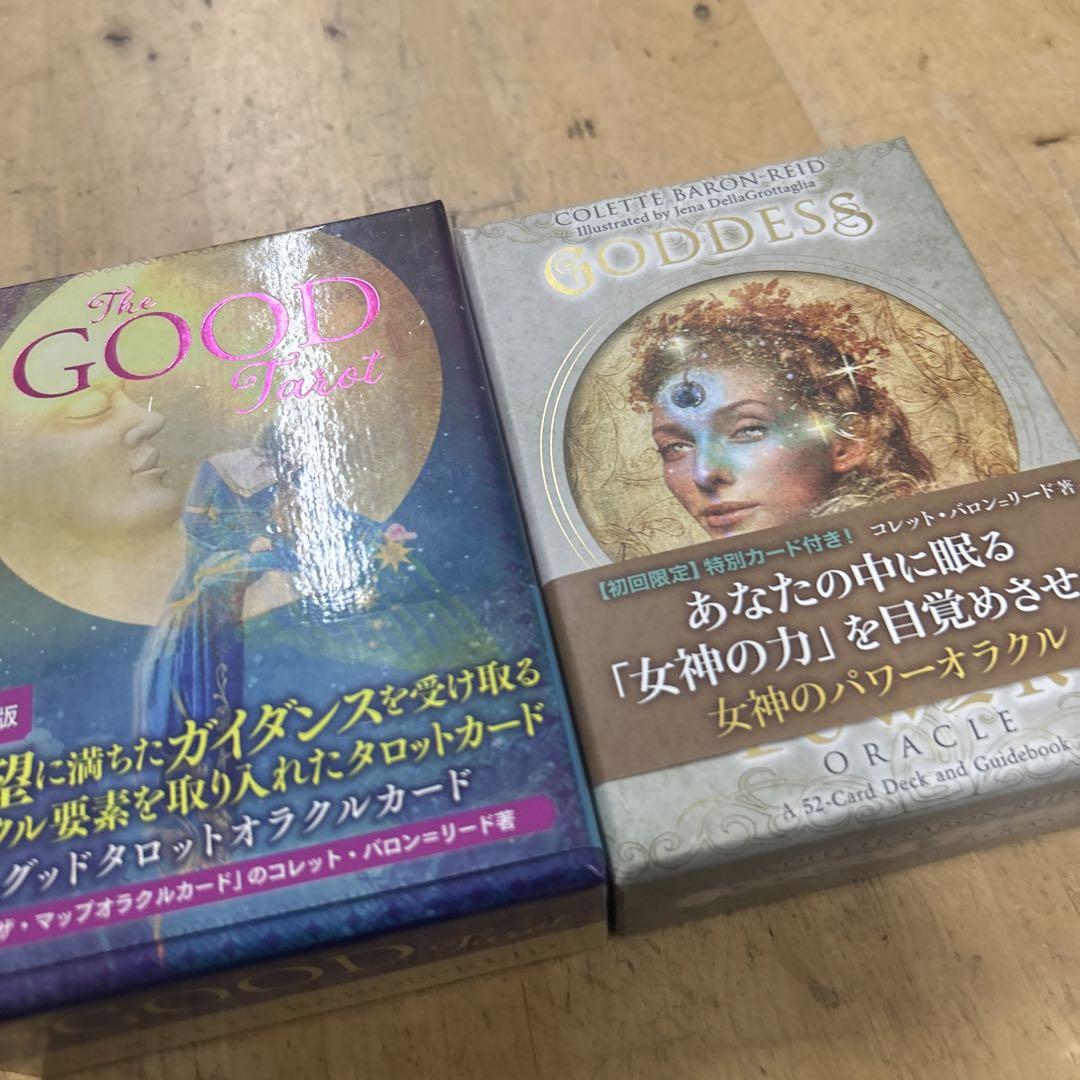 The
GOOD
Tarot
版
望に満ちたガイダンスを受け取る
クル要素を取り入れたタロットカード
グッドタロットオラクルカード
ザ・マップオラクルカード」のコレット・バロン＝リード著
GOOD Tarot
COLETTE BARON-REID
Illustrated by Jena DellaGrottaglia
GODDESS
【初回限定】特別カード付き！ コレット・バロン=リード著
あなたの中に眠る
「女神の力」を目覚めさせ
女神のパワーオラクル
ORACLE
A 52-Card Deck and Guidebook